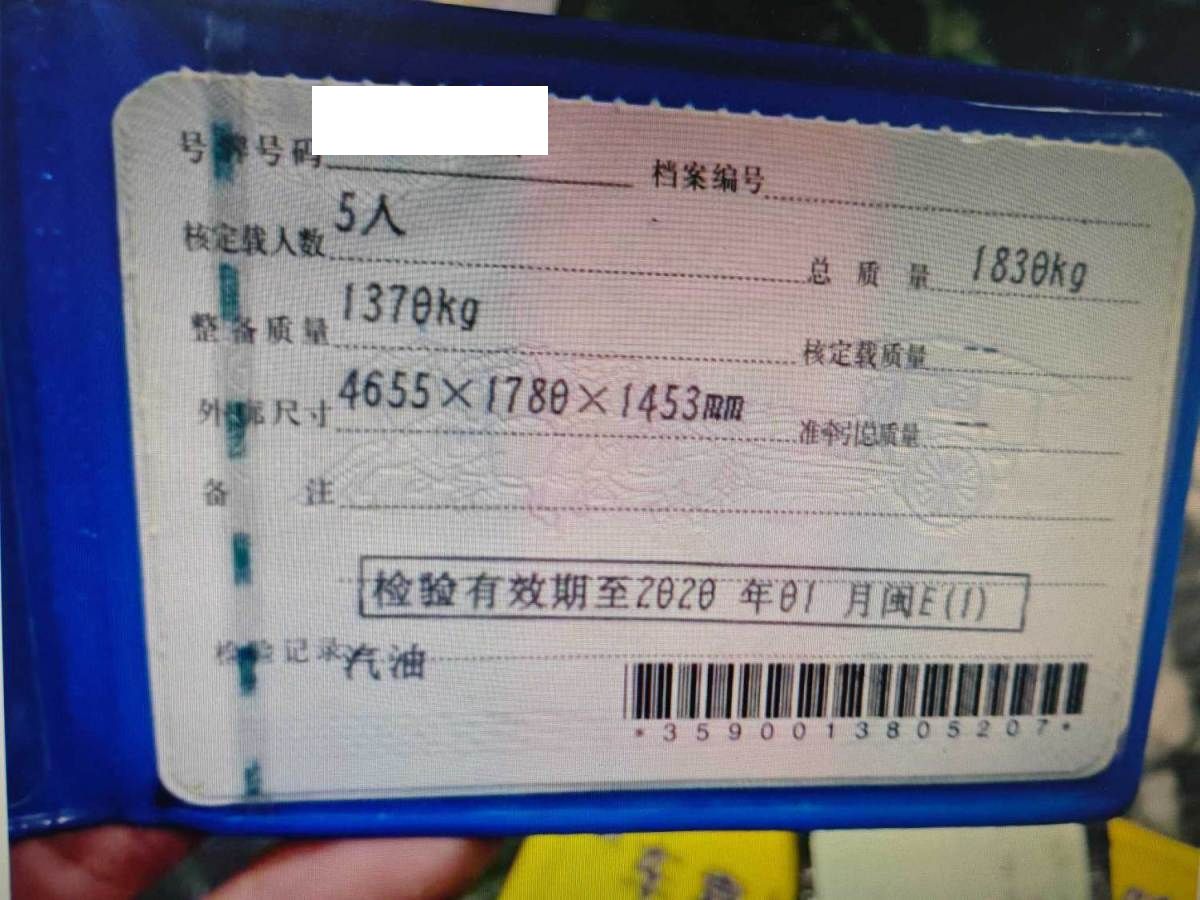 号牌号码
档案编号
核定载人数 5人
总质量 1830kg
整备质量 1370kg
核定载质量 --
外廓尺寸 4655×1780×1453mm
准牵引总质量 --
备注
检验有效期至2020 年01 月闽E(1)
检验记录 汽油
*3590013805207*